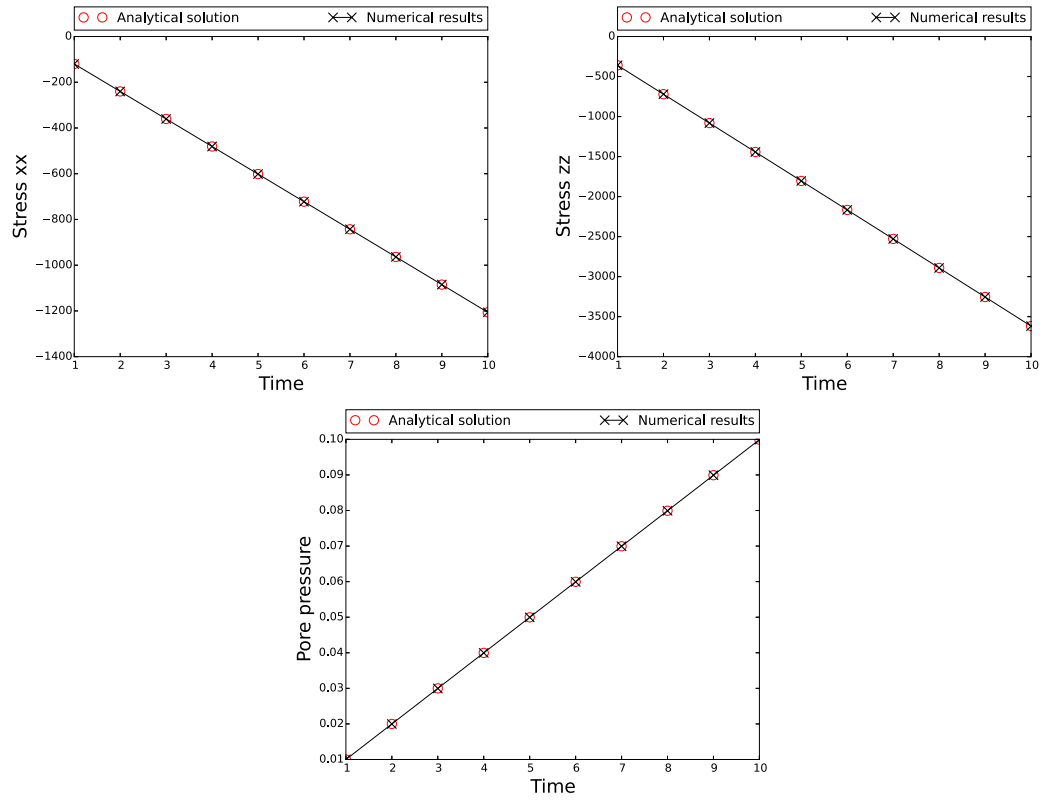 Analytical solution Numerical results
0
−200
−400
−600
−800
−1000
−1200
−1400
Stress xx
1 2 3 4 5 6 7 8 9 10
Time
Analytical solution Numerical results
0
−500
−1000
−1500
−2000
−2500
−3000
−3500
−4000
Stress zz
1 2 3 4 5 6 7 8 9 10
Time
Analytical solution Numerical results
0.10
0.09
0.08
0.07
0.06
0.05
0.04
0.03
0.02
0.01
Pore pressure
1 2 3 4 5 6 7 8 9 10
Time